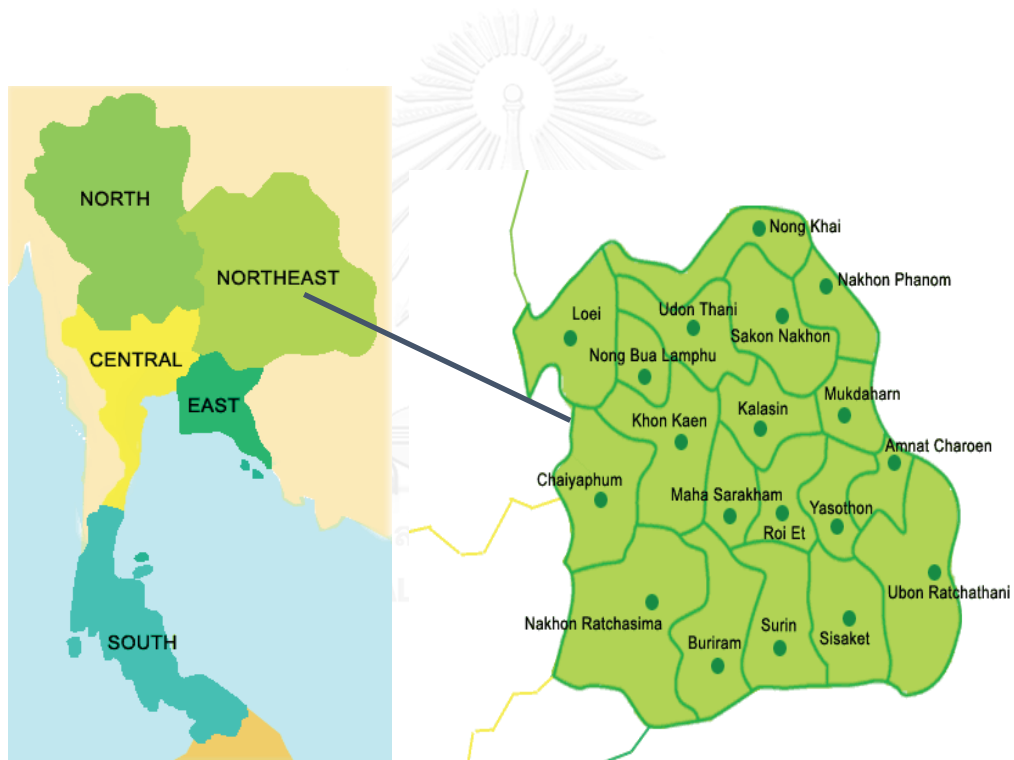 NORTH
NORTHEAST
CENTRAL
EAST
SOUTH
Nong Khai
Nakhon Phanom
Loei
Udon Thani
Sakon Nakhon
Nong Bua Lamphu
Mukdaharn
Kalasin
Khon Kaen
Amnat Charoen
Chaiyaphum
Maha Sarakham
Yasothon
Roi Et
Ubon Ratchathani
Nakhon Ratchasima
Surin
Sisaket
Buriram